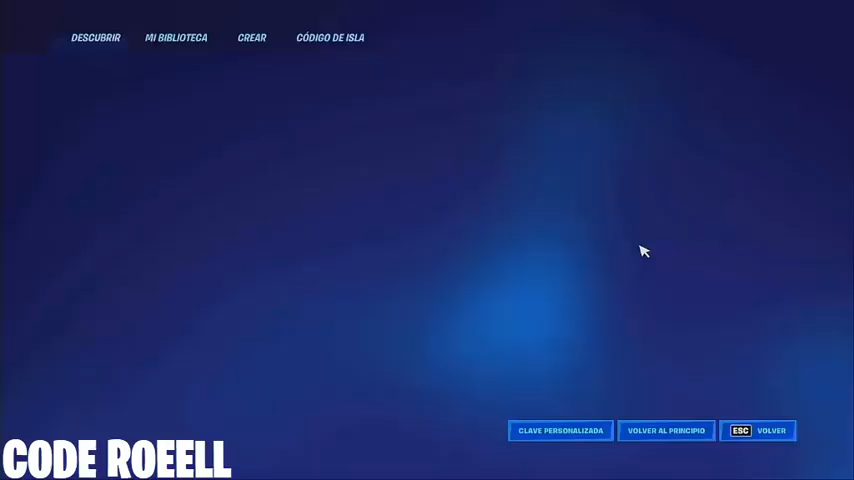 DESCUBRIR MI BIBLIOTECA CREAR CÓDIGO DE ISLA
CLAVE PERSONALIZADA VOLVER AL PRINCIPIO ESC VOLVER
CODE ROEELL